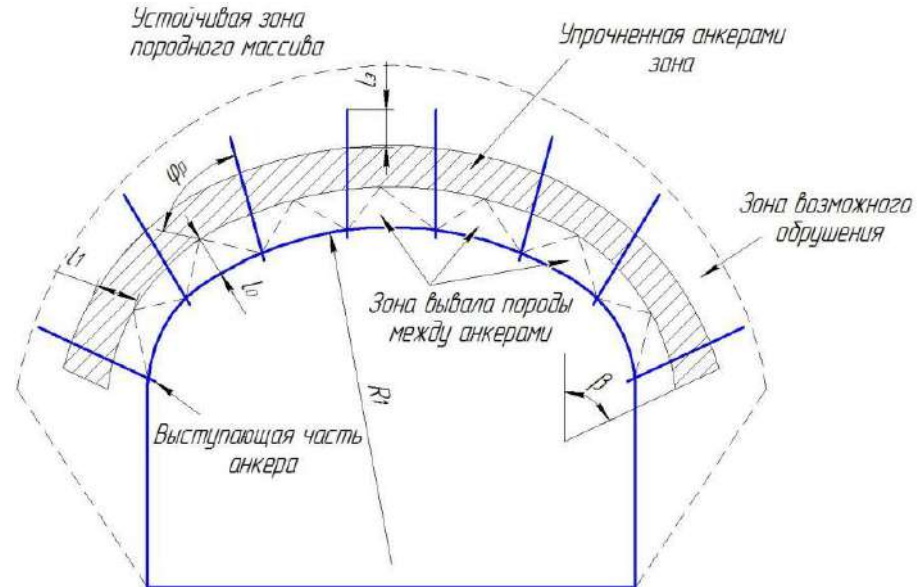 Устойчивая зона
породного массива
Упрочненная анкерами
зона
l3
φр
Зона возможного
обрушения
l1
l0
Зона вывала породы
между анкерами
R1
β
Выступающая часть
анкера